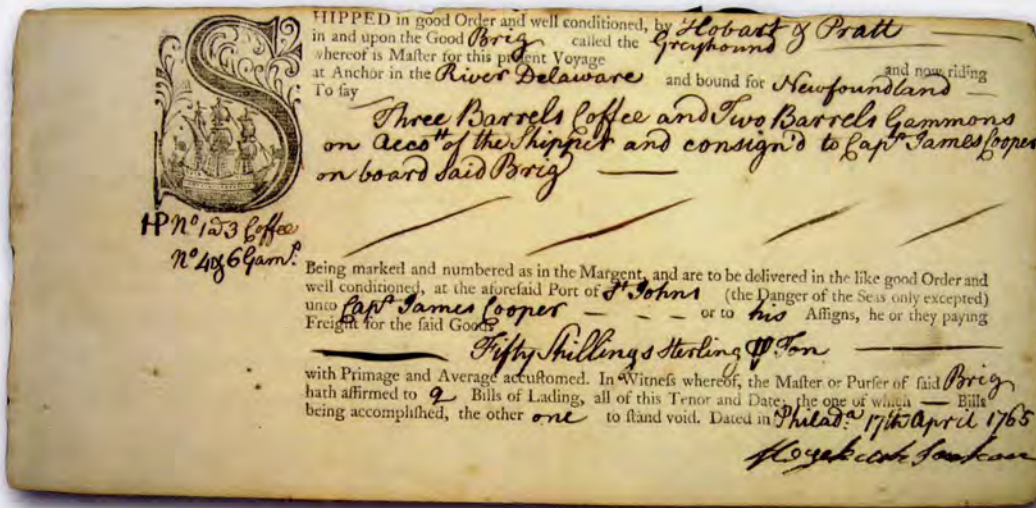 SHIPPED in good Order and well conditioned, by Hobart & Pratt
in and upon the Good Brig called the Greyhound
whereof is Maſter for this preſent Voyage and now riding
at Anchor in the River Delaware and bound for Newfoundland
To ſay
Three Barrels Coffee and Two Barrels Gammons
on Accott of the Shipper and consign'd to Capt James Cooper
on board said Brig
HP No 1 a 3 Coffee
No 4 & 6 Gams.
Being marked and numbered as in the Margent, and are to be delivered in the like good Order and
well conditioned, at the aforeſaid Port of St Johns (the Danger of the Seas only excepted)
unto Capt James Cooper or to his Aſſigns, he or they paying
Freight for the ſaid Goods
Fifty Shillings Sterling ⅌ Ton
with Primage and Average accuſtomed. In Witneſs whereof, the Maſter or Purſer of ſaid Brig
hath affirmed to 2 Bills of Lading, all of this Tenor and Date; the one of which — Bills
being accompliſhed, the other one to ſtand void. Dated in Philada. 17th April 1765